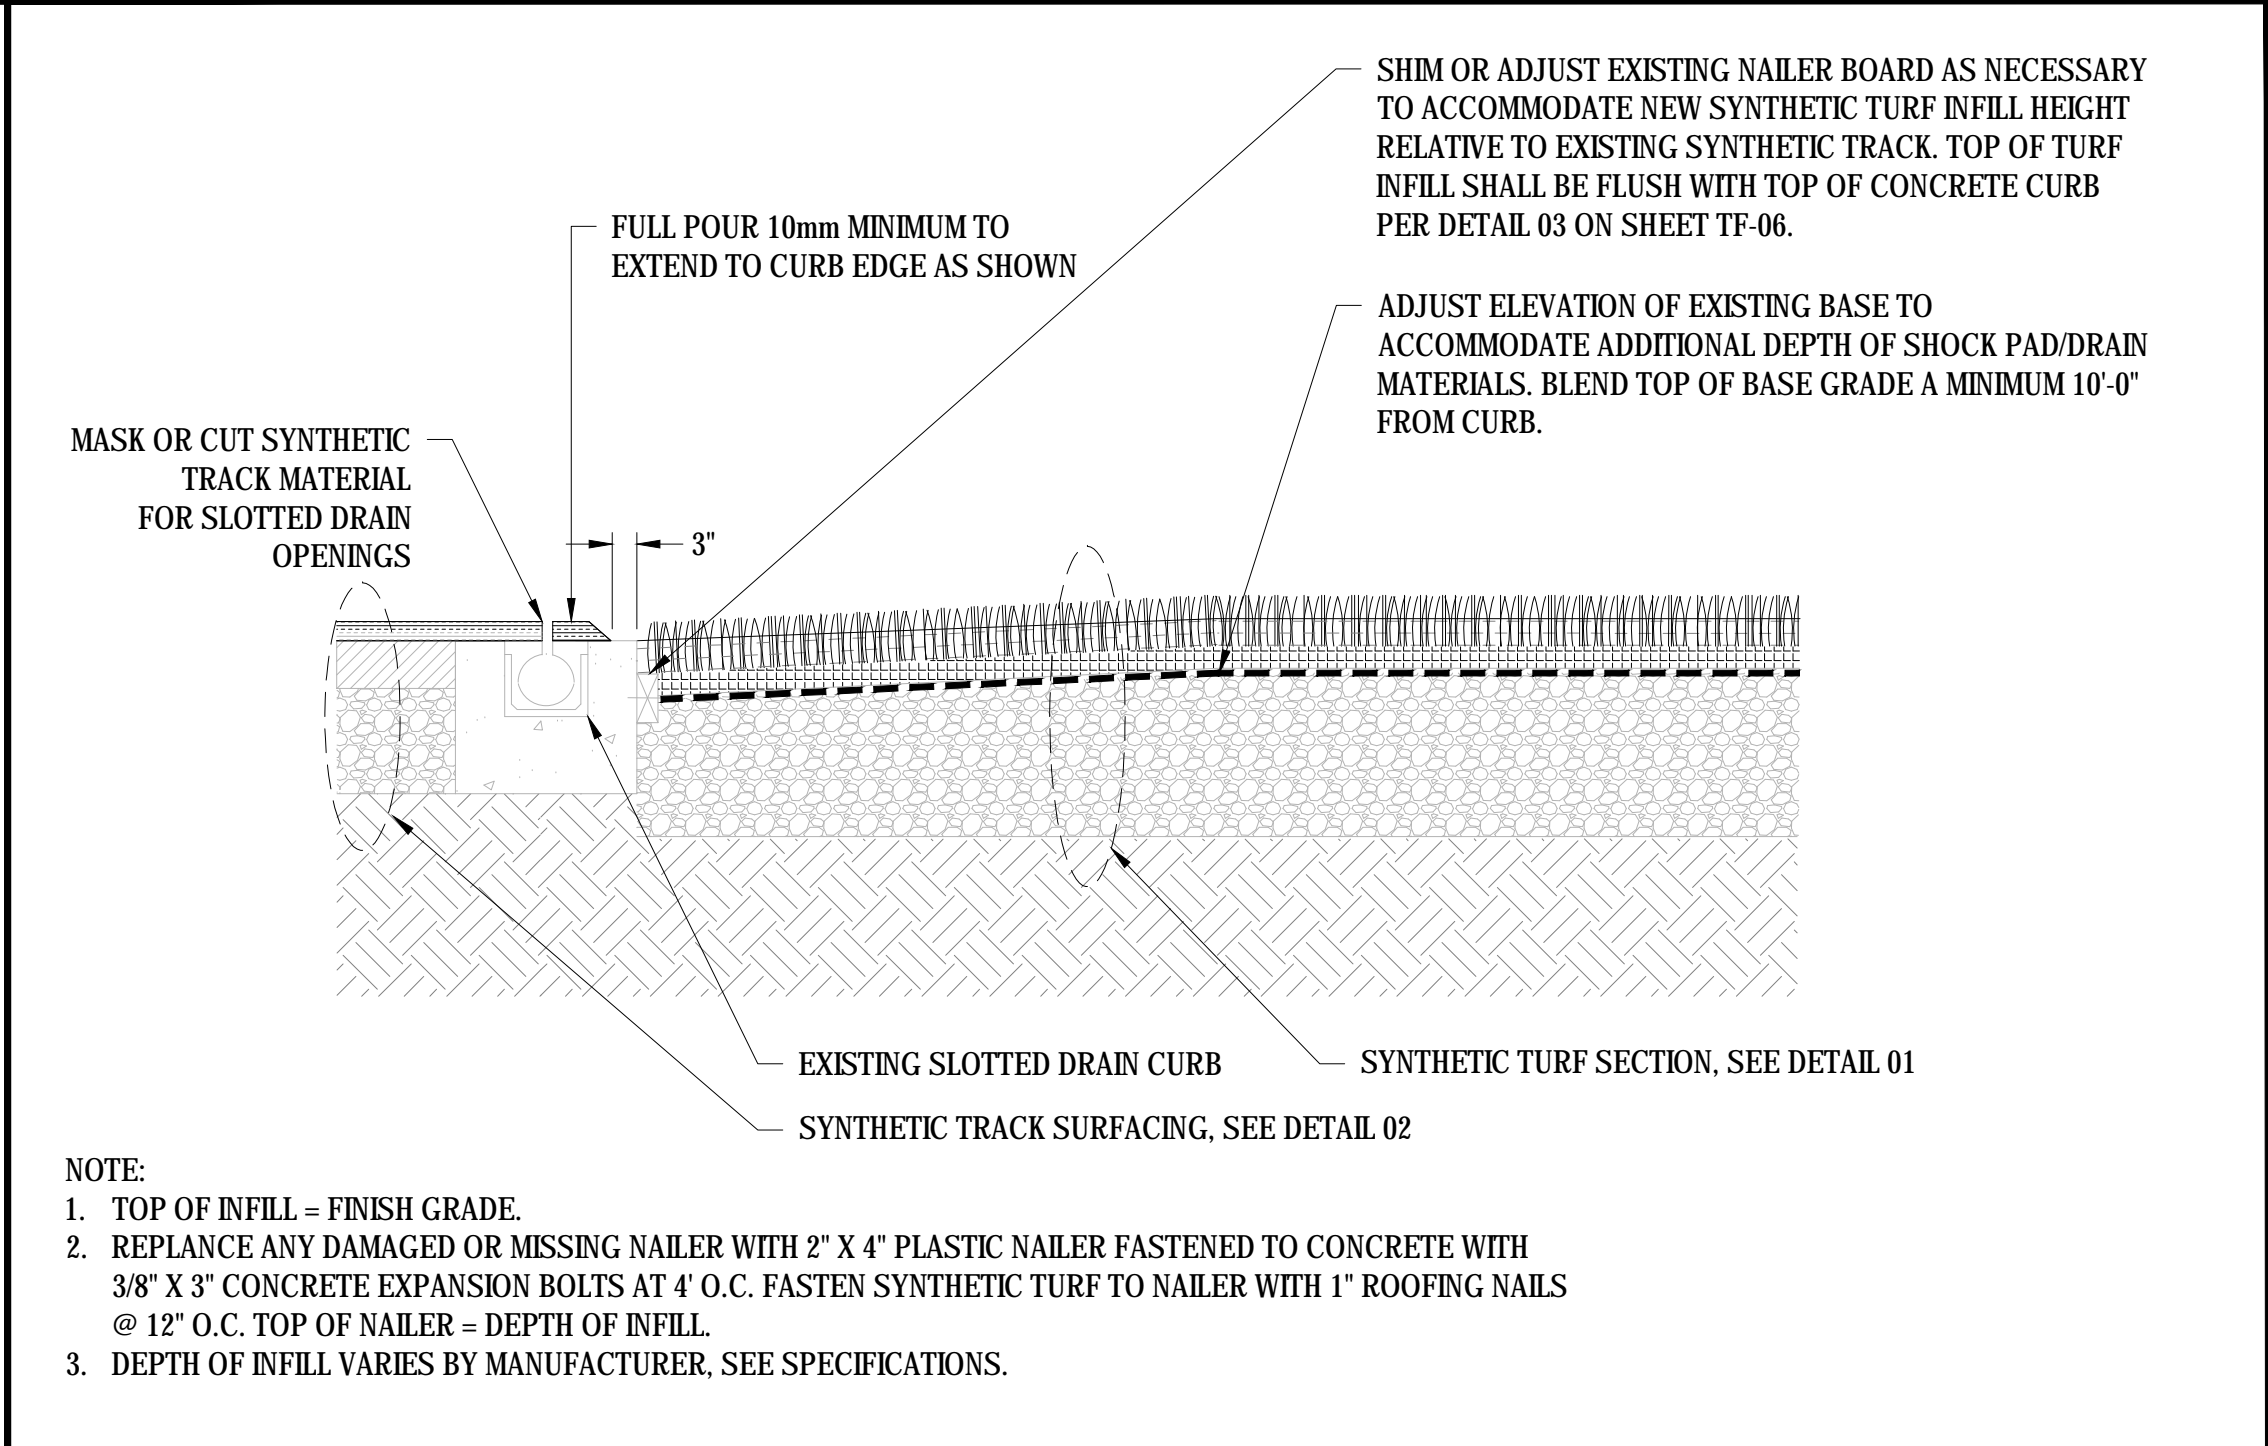 SHIM OR ADJUST EXISTING NAILER BOARD AS NECESSARY
TO ACCOMMODATE NEW SYNTHETIC TURF INFILL HEIGHT
RELATIVE TO EXISTING SYNTHETIC TRACK. TOP OF TURF
INFILL SHALL BE FLUSH WITH TOP OF CONCRETE CURB
PER DETAIL 03 ON SHEET TF-06.
FULL POUR 10mm MINIMUM TO
EXTEND TO CURB EDGE AS SHOWN
ADJUST ELEVATION OF EXISTING BASE TO
ACCOMMODATE ADDITIONAL DEPTH OF SHOCK PAD/DRAIN
MATERIALS. BLEND TOP OF BASE GRADE A MINIMUM 10'-0"
FROM CURB.
MASK OR CUT SYNTHETIC
TRACK MATERIAL
FOR SLOTTED DRAIN
OPENINGS
3"
EXISTING SLOTTED DRAIN CURB
SYNTHETIC TURF SECTION, SEE DETAIL 01
SYNTHETIC TRACK SURFACING, SEE DETAIL 02
NOTE:
1. TOP OF INFILL = FINISH GRADE.
2. REPLANCE ANY DAMAGED OR MISSING NAILER WITH 2" X 4" PLASTIC NAILER FASTENED TO CONCRETE WITH
3/8" X 3" CONCRETE EXPANSION BOLTS AT 4' O.C. FASTEN SYNTHETIC TURF TO NAILER WITH 1" ROOFING NAILS
@ 12" O.C. TOP OF NAILER = DEPTH OF INFILL.
3. DEPTH OF INFILL VARIES BY MANUFACTURER, SEE SPECIFICATIONS.